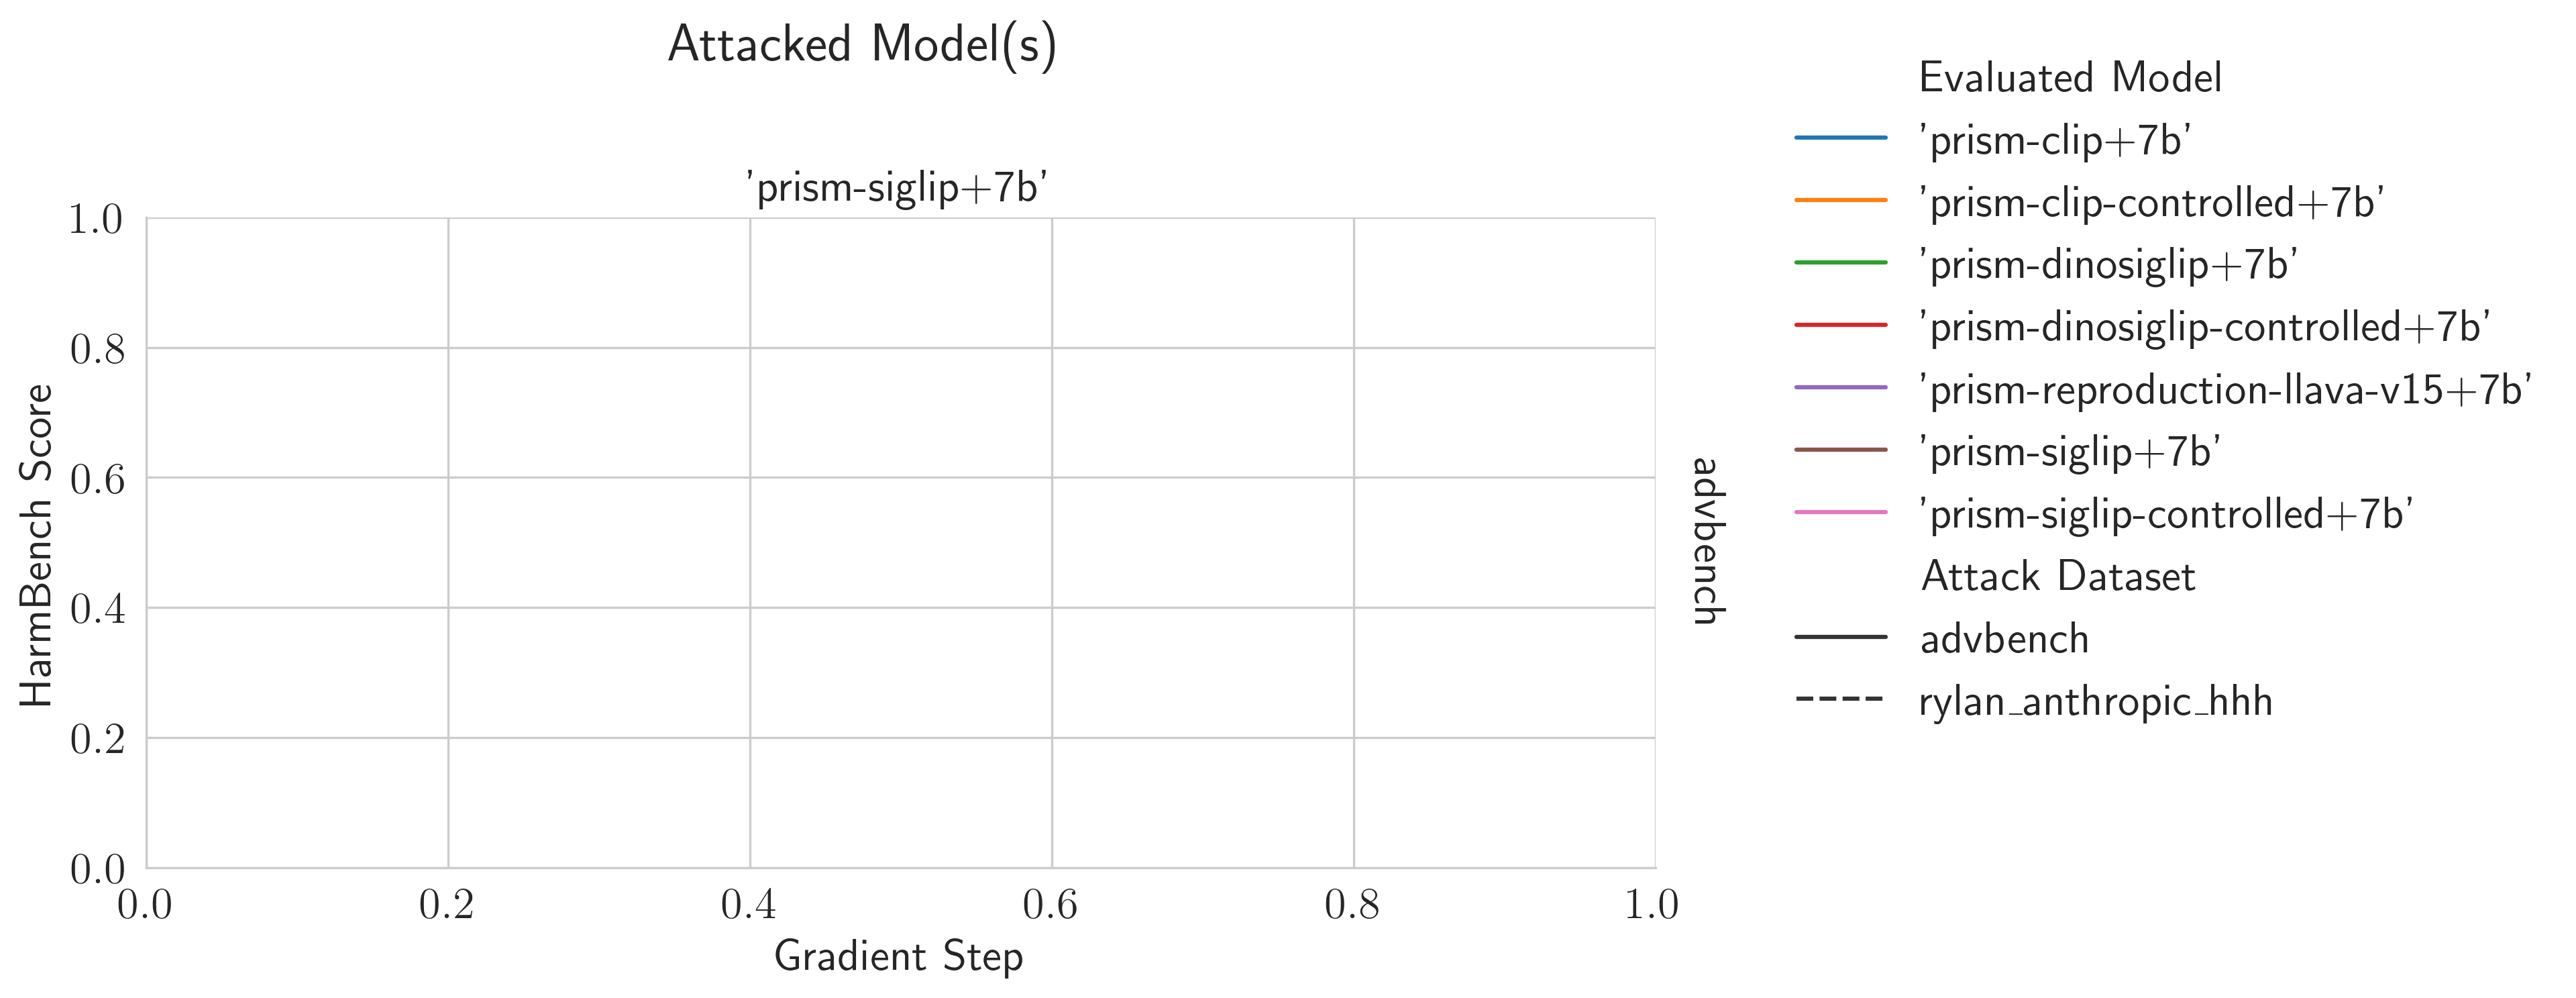 Attacked Model(s)
'prism-siglip+7b'
HarmBench Score
1.0
0.8
0.6
0.4
0.2
0.0
0.0 0.2 0.4 0.6 0.8 1.0
Gradient Step
advbench
Evaluated Model
'prism-clip+7b'
'prism-clip-controlled+7b'
'prism-dinosiglip+7b'
'prism-dinosiglip-controlled+7b'
'prism-reproduction-llava-v15+7b'
'prism-siglip+7b'
'prism-siglip-controlled+7b'
Attack Dataset
advbench
rylan_anthropic_hhh